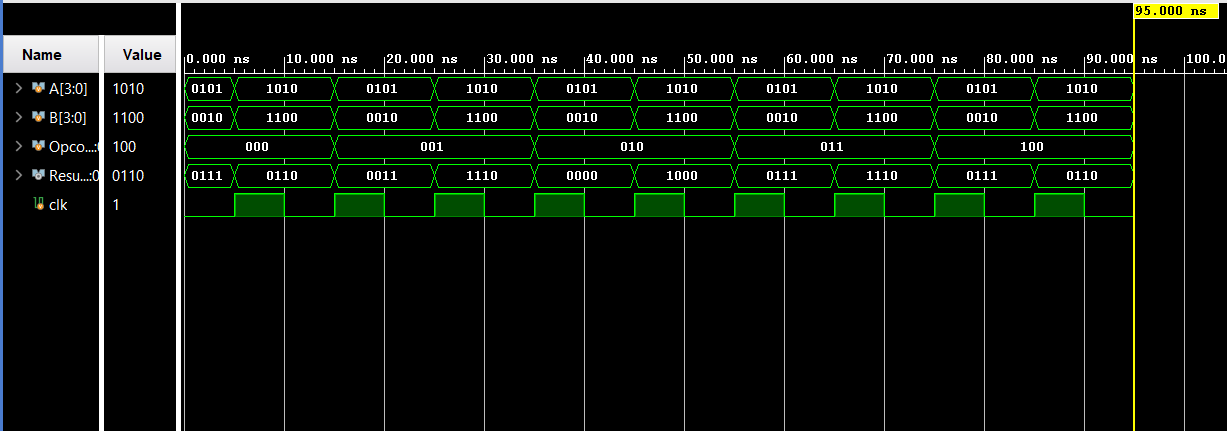 95.000 ns
Name Value
0.000 ns 10.000 ns 20.000 ns 30.000 ns 40.000 ns 50.000 ns 60.000 ns 70.000 ns 80.000 ns 90.000 ns 100.0
A[3:0] 1010 0101 1010 0101 1010 0101 1010 0101 1010 0101 1010
B[3:0] 1100 0010 1100 0010 1100 0010 1100 0010 1100 0010 1100
Opco...:0 100 000 001 010 011 100
Resu...:0 0110 0111 0110 0011 1110 0000 1000 0111 1110 0111 0110
clk 1